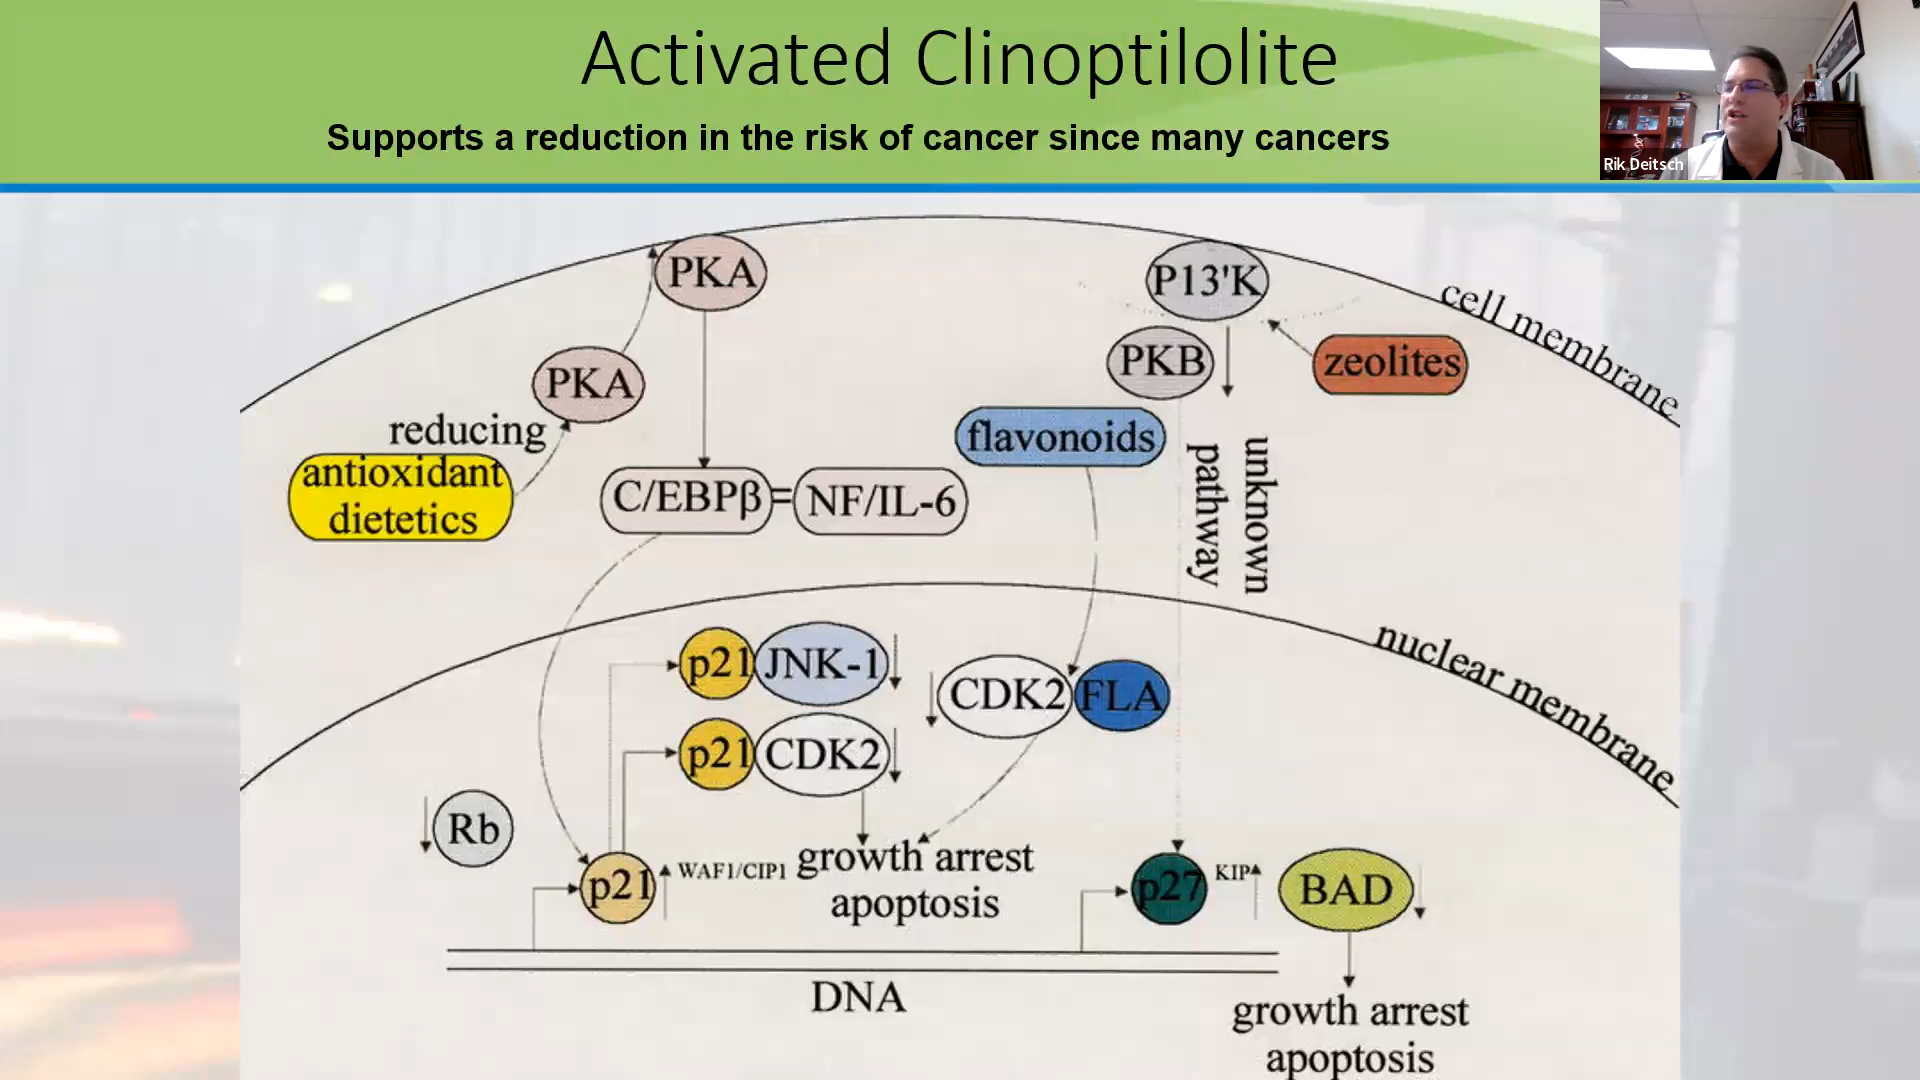 Activated Clinoptilolite
Supports a reduction in the risk of cancer since many cancers
Rik Deitsch
PKA
P13'K
cell membrane
PKB
zeolites
PKA
reducing
flavonoids
antioxidant
dietetics
C/EBPβ=NF/IL-6
unknown
pathway
nuclear membrane
p21 JNK-1
CDK2 FLA
p21 CDK2
Rb
growth arrest
apoptosis
p21 WAF1/CIP1
p27 KIP
BAD
DNA
growth arrest
apoptosis